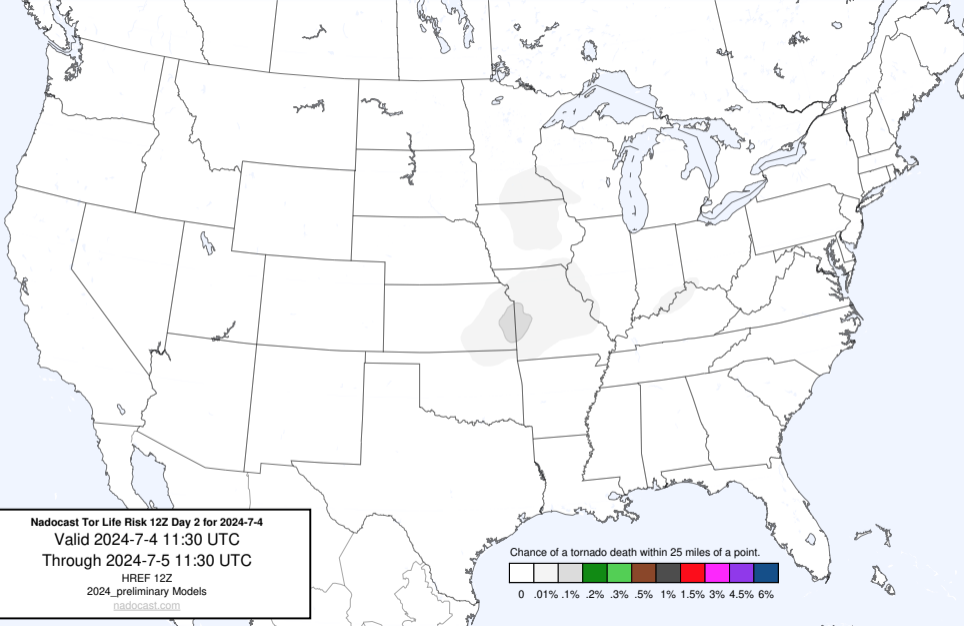 Nadocast Tor Life Risk 12Z Day 2 for 2024-7-4
Valid 2024-7-4 11:30 UTC
Through 2024-7-5 11:30 UTC
HREF 12Z
2024_preliminary Models
nadocast.com
Chance of a tornado death within 25 miles of a point.
0 .01% .1% .2% .3% .5% 1% 1.5% 3% 4.5% 6%